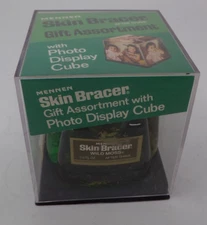 MENNEN
Skin Bracer
Gift Assortment
with
Photo
Display
Cube
MENNEN
Skin Bracer®
Gift Assortment with
Photo Display Cube
Skin Bracer